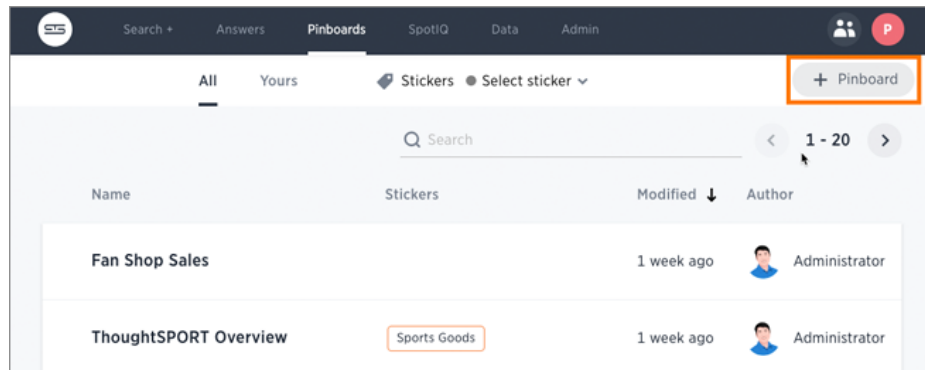 Search + Answers Pinboards SpotIQ Data Admin P
All Yours Stickers Select sticker + Pinboard
Search 1 - 20
Name Stickers Modified ↓ Author
Fan Shop Sales 1 week ago Administrator
ThoughtSPORT Overview Sports Goods 1 week ago Administrator